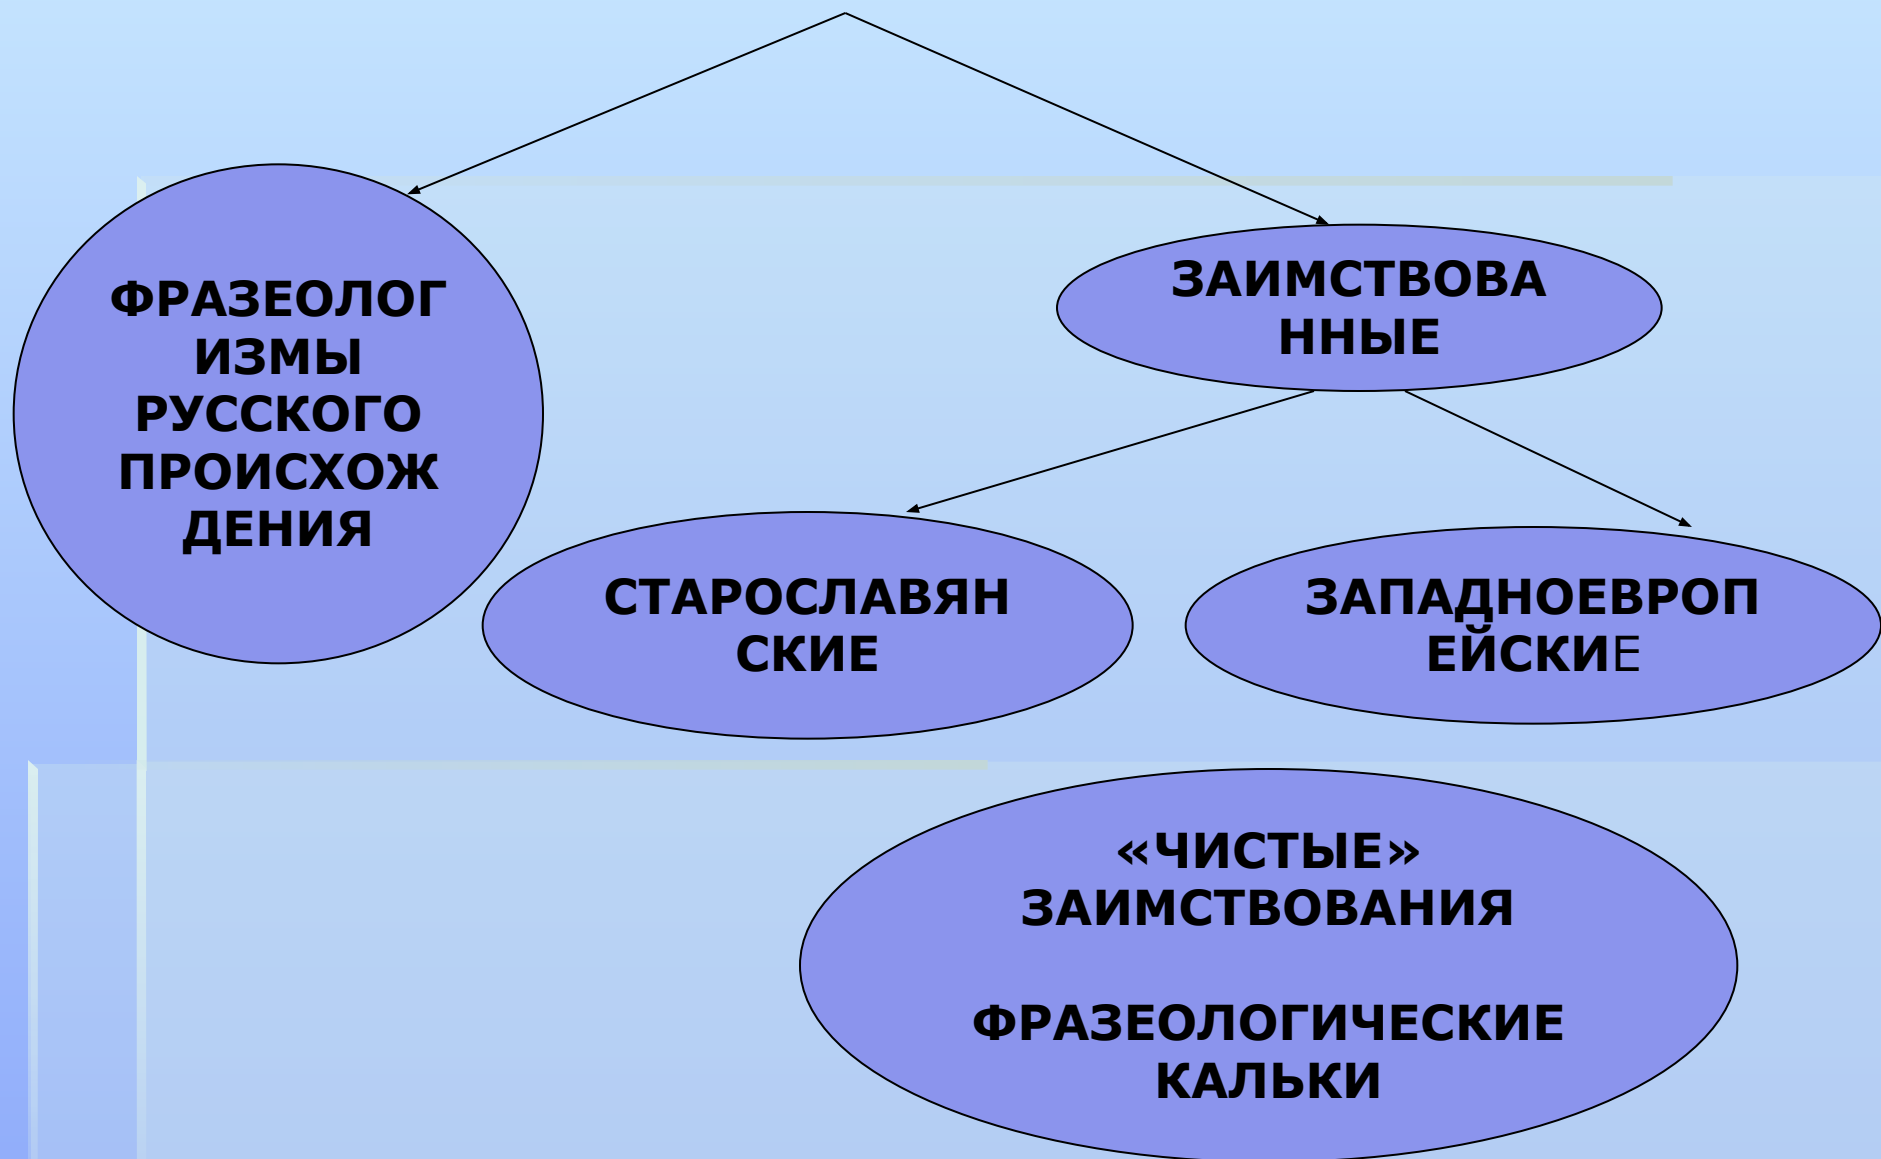 ФРАЗЕОЛОГ
ИЗМЫ
РУССКОГО
ПРОИСХОЖ
ДЕНИЯ
ЗАИМСТВОВА
ННЫЕ
СТАРОСЛАВЯН
СКИЕ
ЗАПАДНОЕВРОП
ЕЙСКИЕ
«ЧИСТЫЕ»
ЗАИМСТВОВАНИЯ
ФРАЗЕОЛОГИЧЕСКИЕ
КАЛЬКИ